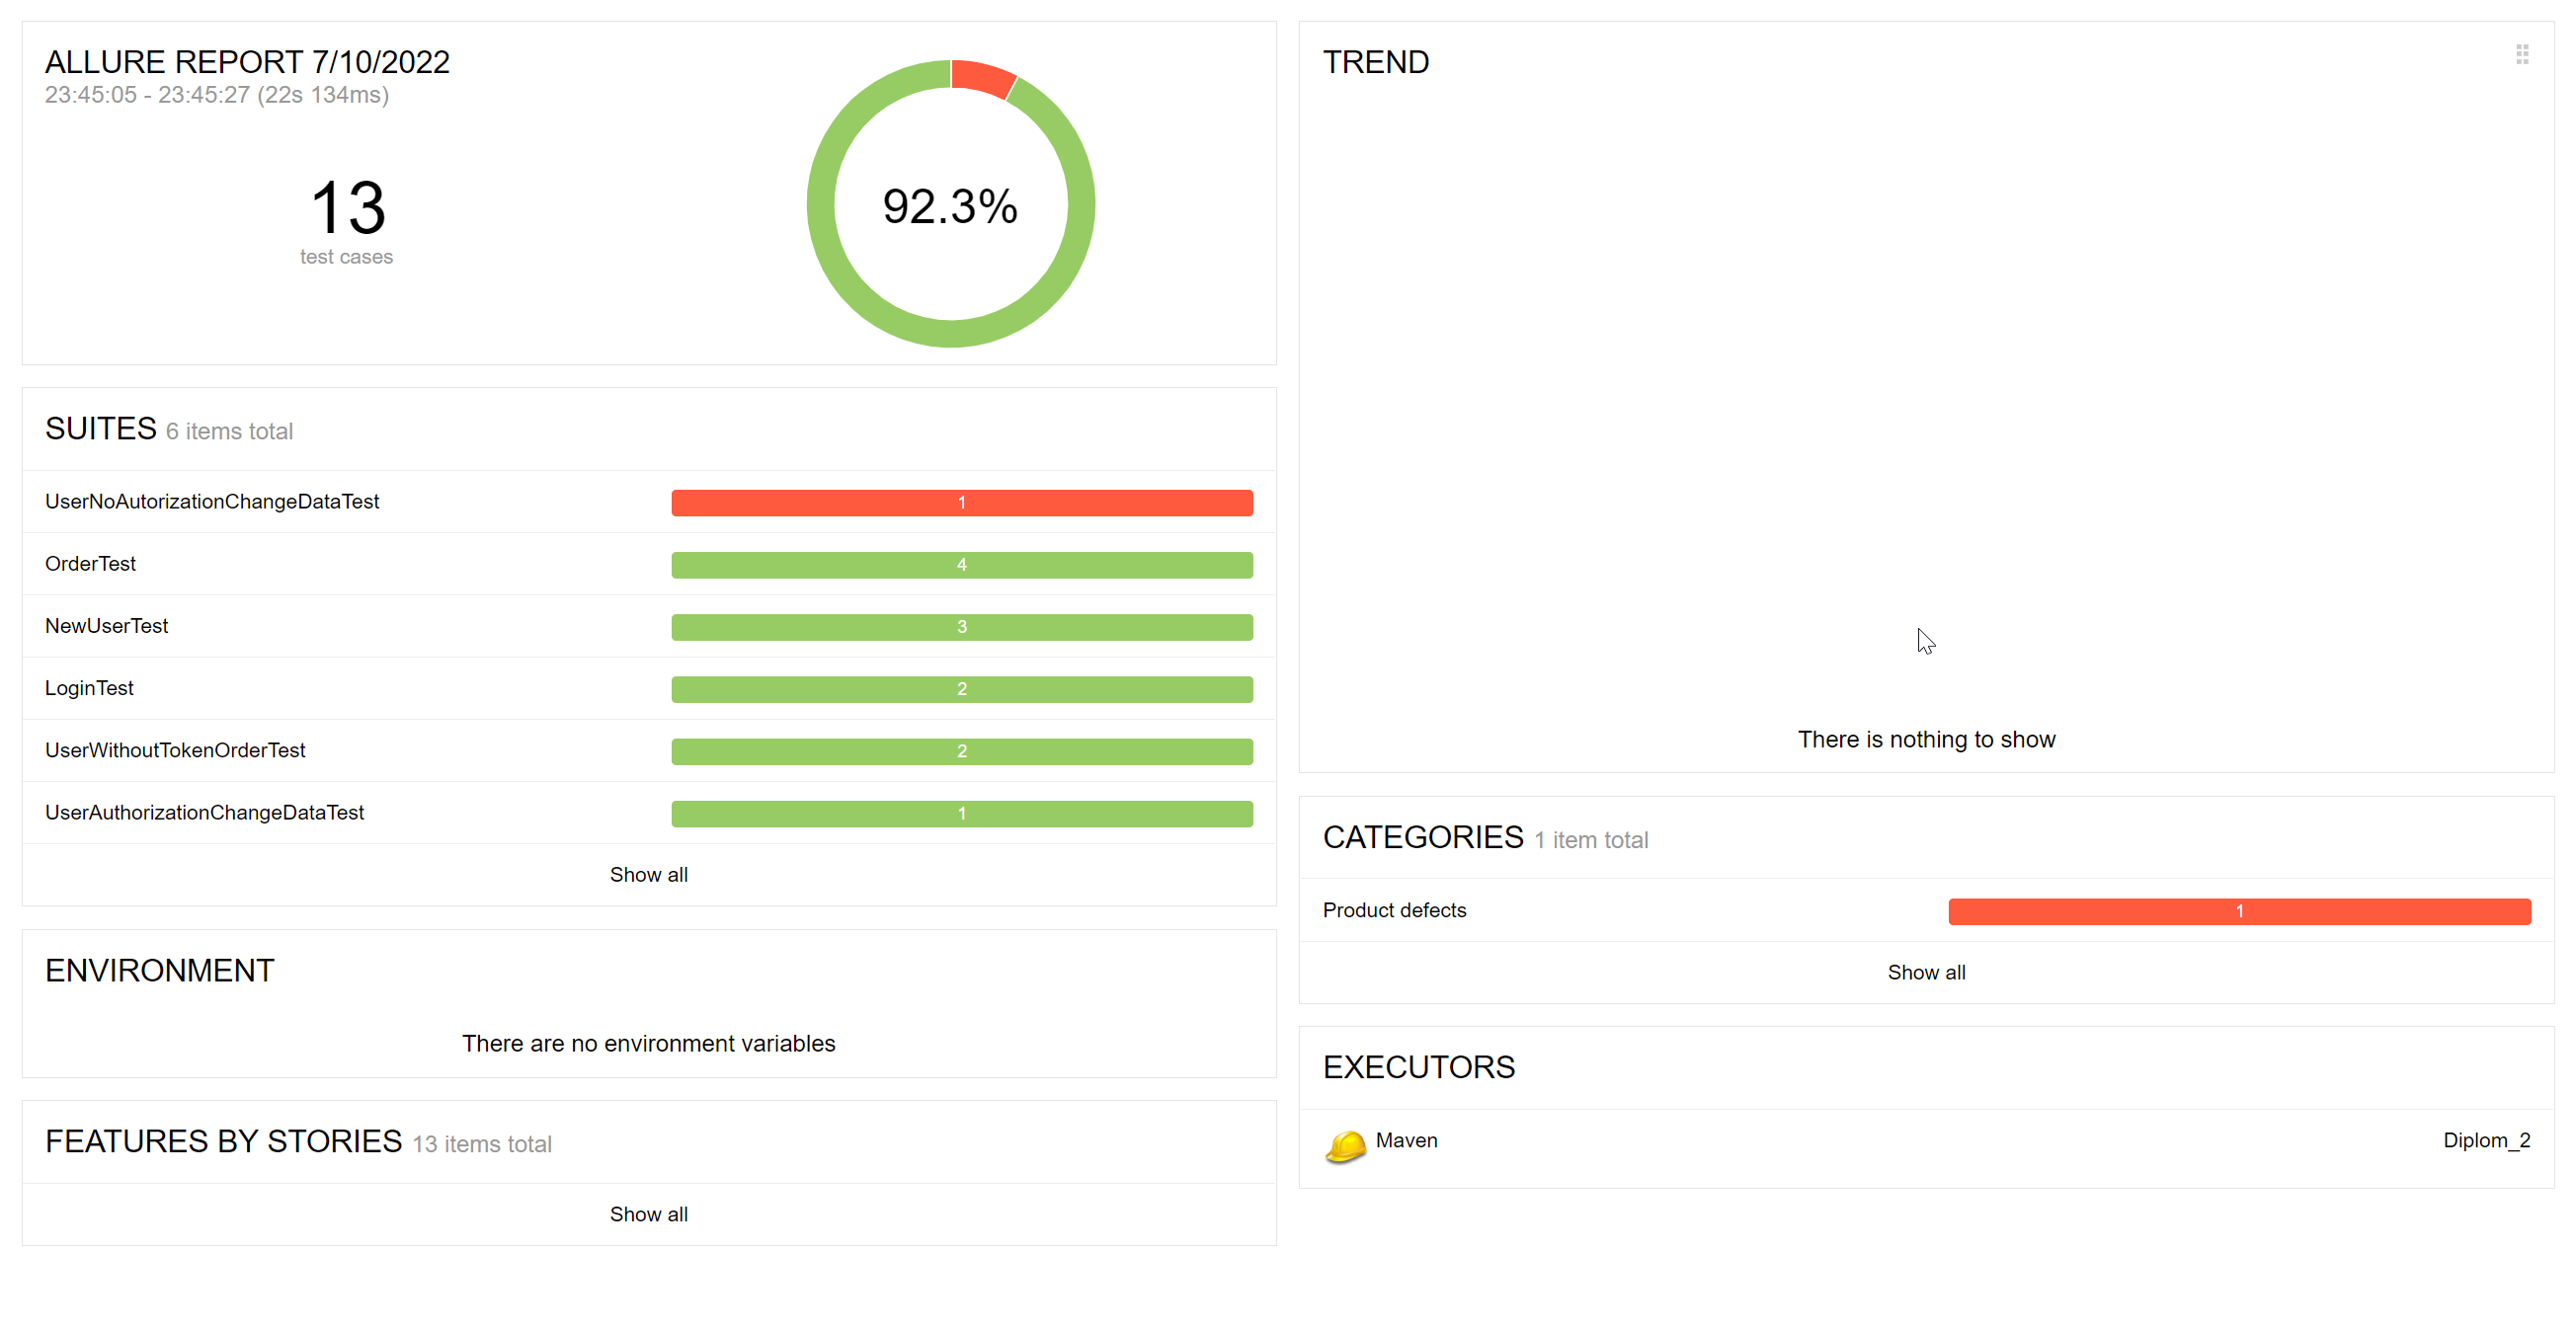 ALLURE REPORT 7/10/2022
23:45:05 - 23:45:27 (22s 134ms)
13
test cases
92.3%
SUITES 6 items total
UserNoAutorizationChangeDataTest 1
OrderTest 4
NewUserTest 3
LoginTest 2
UserWithoutTokenOrderTest 2
UserAuthorizationChangeDataTest 1
Show all
ENVIRONMENT
There are no environment variables
FEATURES BY STORIES 13 items total
Show all
TREND
There is nothing to show
CATEGORIES 1 item total
Product defects 1
Show all
EXECUTORS
Maven Diplom_2